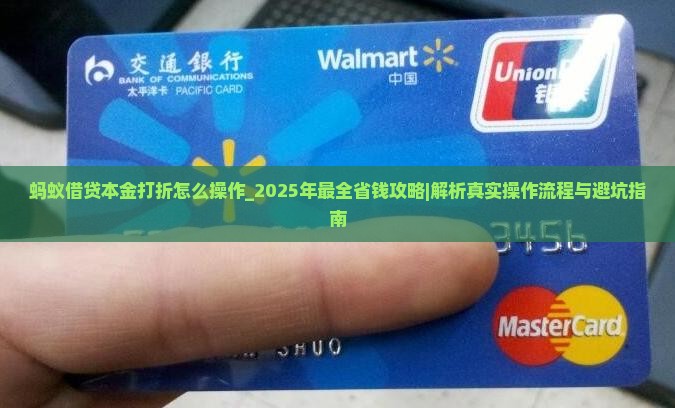 交通銀行
BANK OF COMMUNICATIONS
太平洋卡 PACIFIC CARD
Walmart
中国
蚂蚁借贷本金打折怎么操作_2025年最全省钱攻略|解析真实操作流程与避坑指
南
3456
SHUO
MasterCard